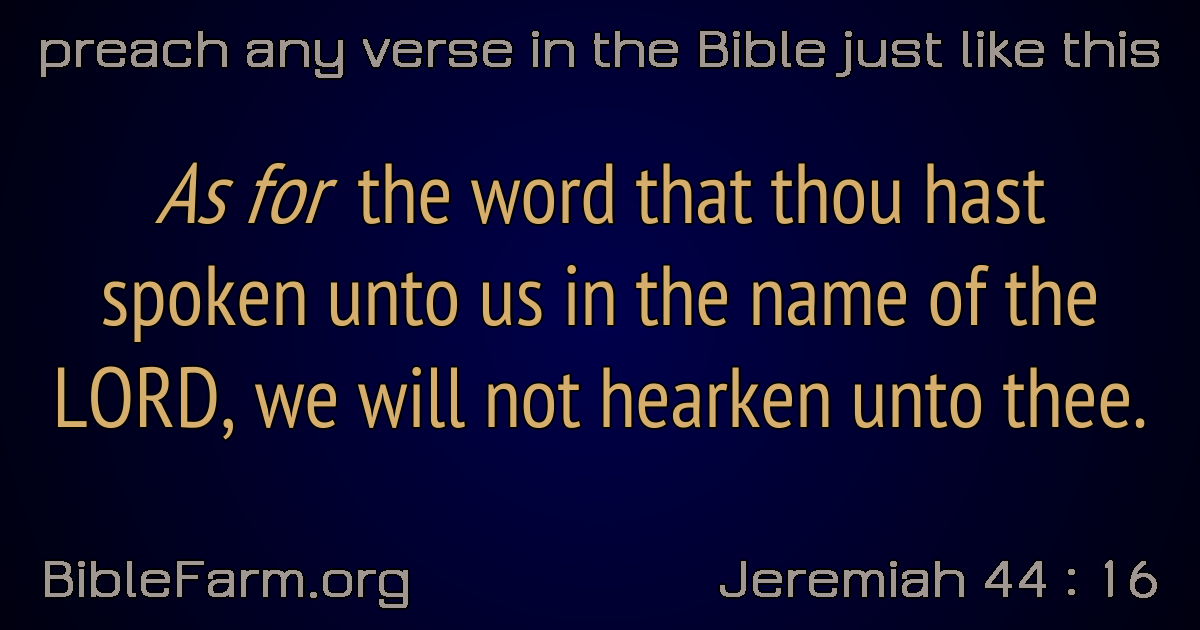 preach any verse in the Bible just like this
As for the word that thou hast
spoken unto us in the name of the
LORD, we will not hearken unto thee.
BibleFarm.org
Jeremiah 44 : 16